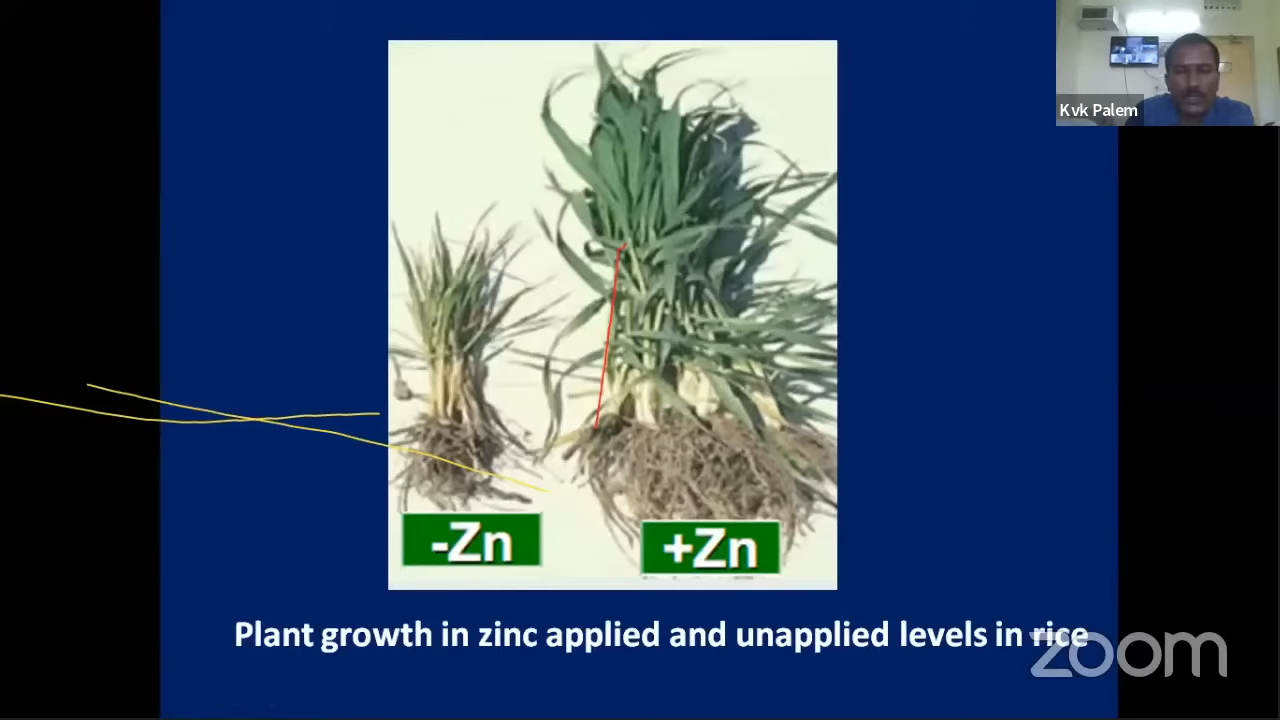 Kvk Palem
-Zn
+Zn
Plant growth in zinc applied and unapplied levels in rice
zoom